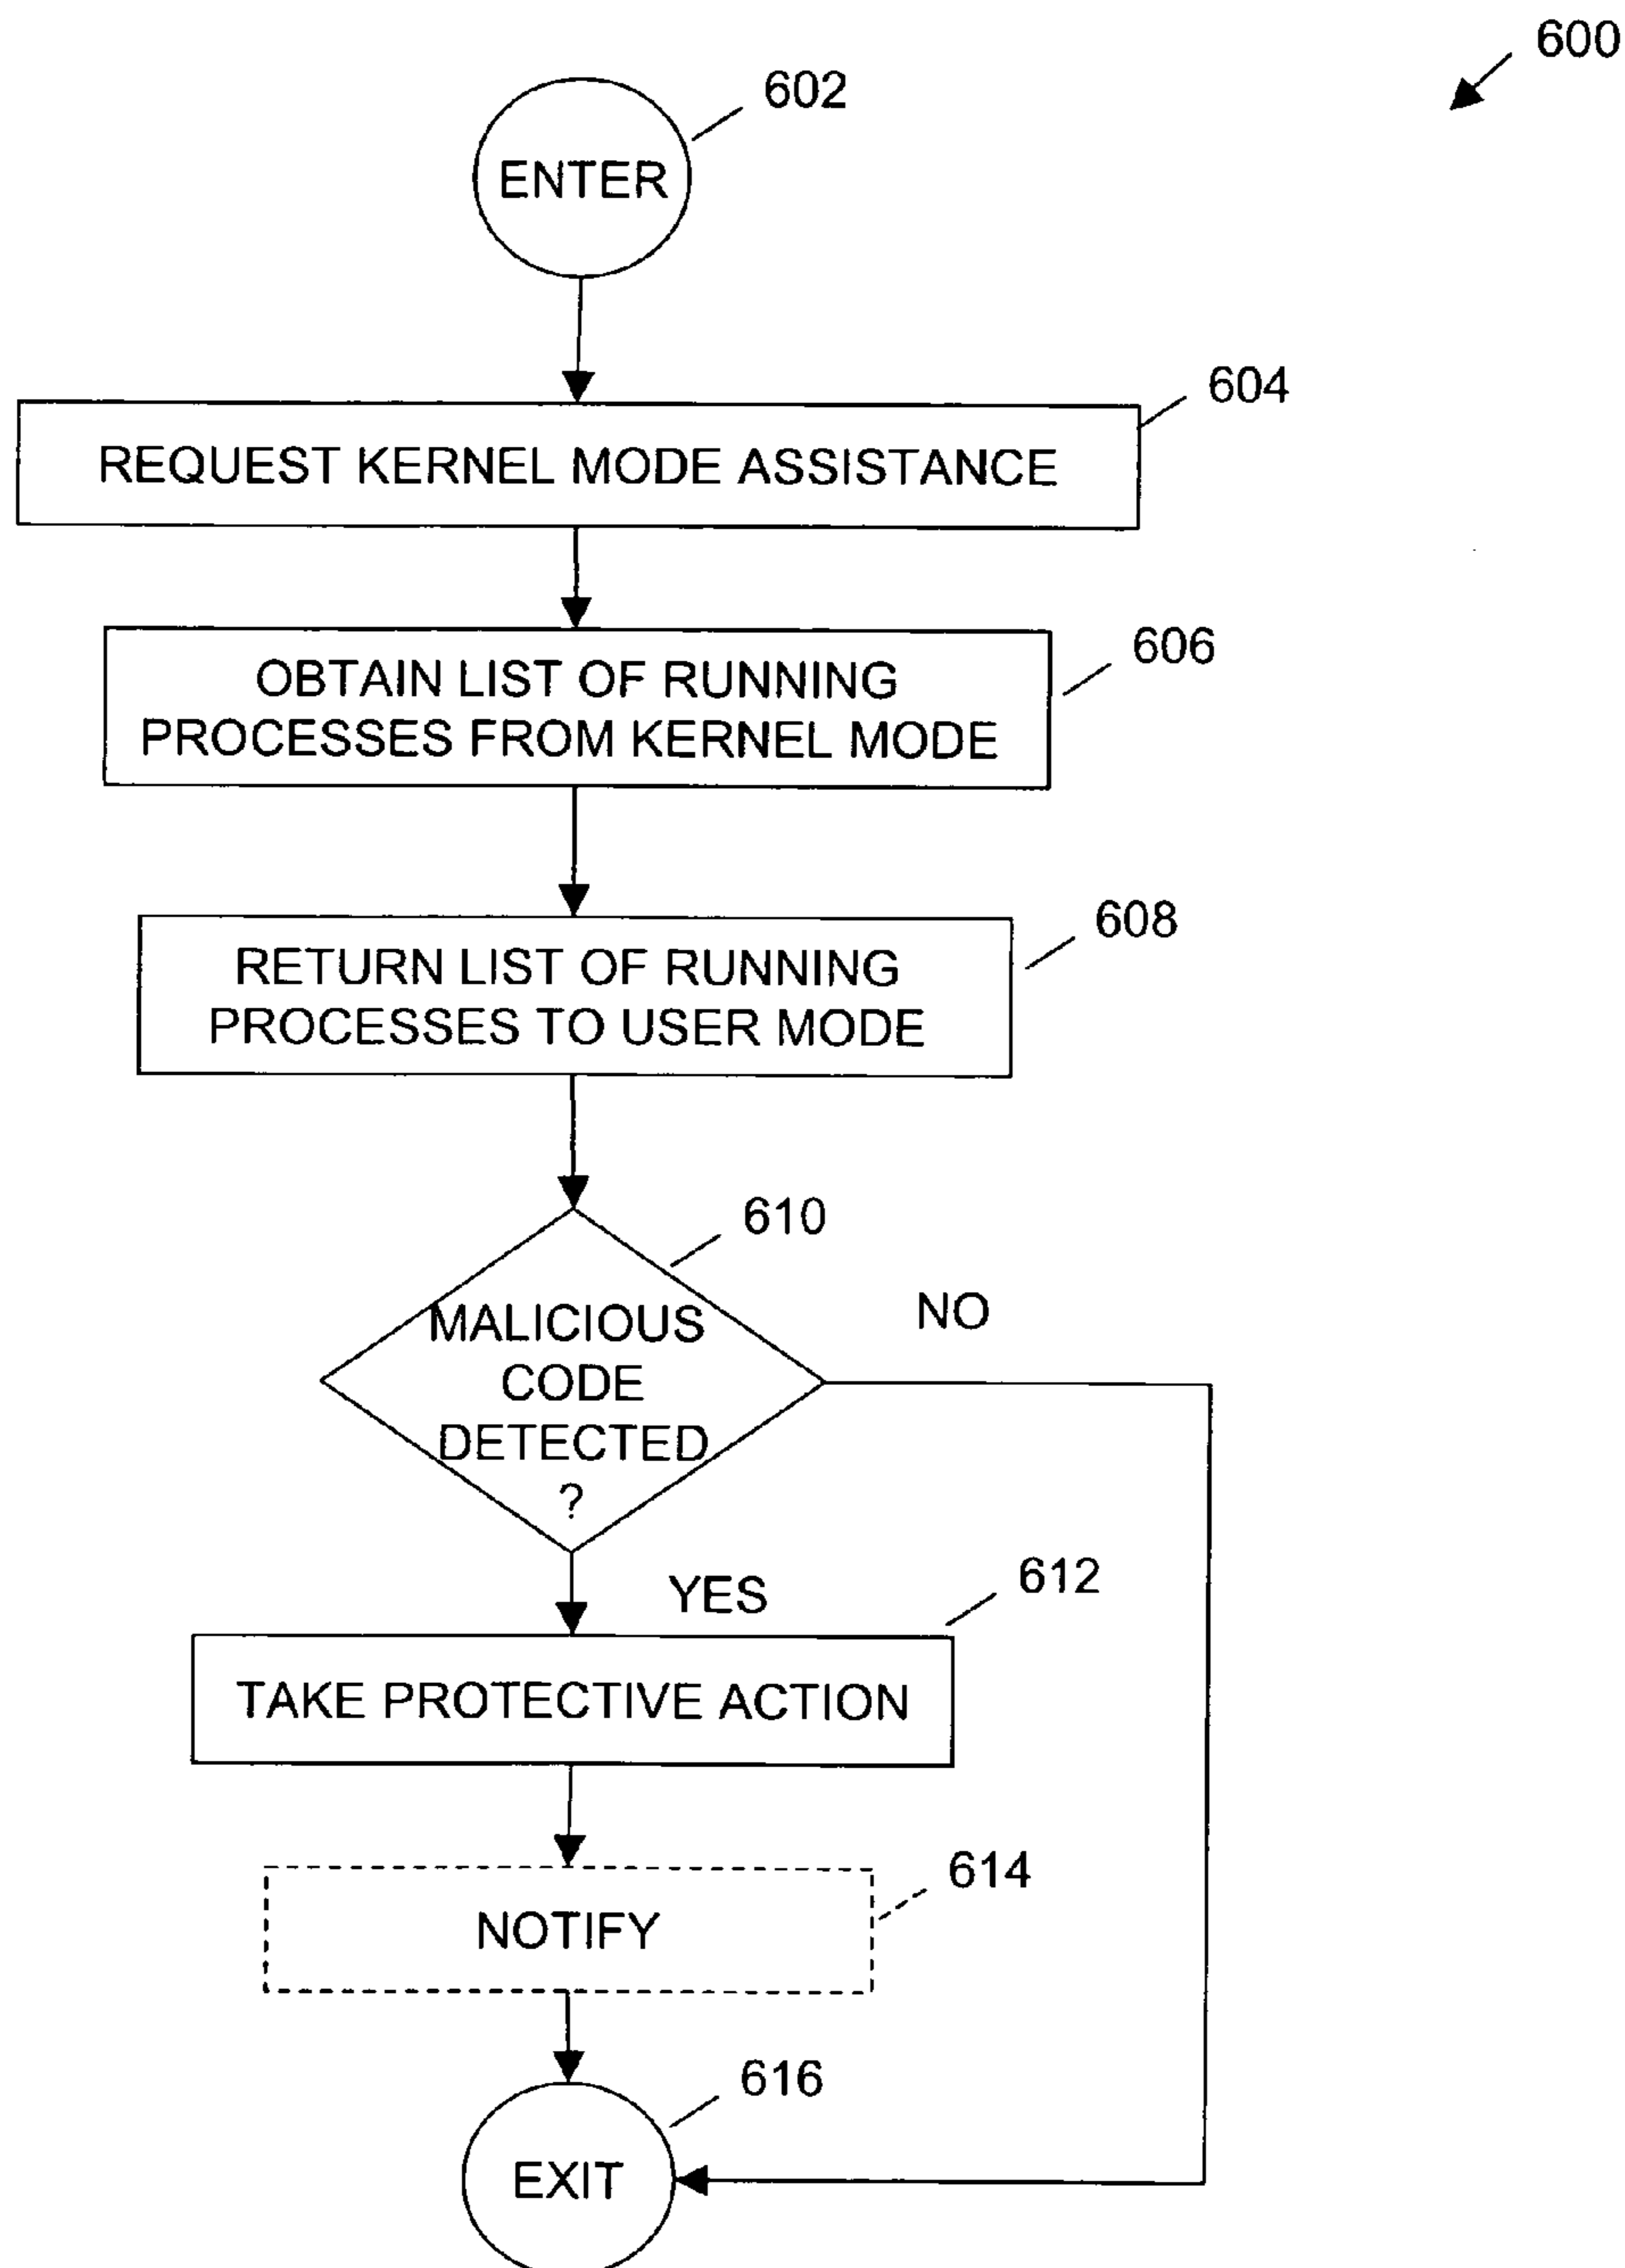 600
602
ENTER
604
REQUEST KERNEL MODE ASSISTANCE
606
OBTAIN LIST OF RUNNING
PROCESSES FROM KERNEL MODE
608
RETURN LIST OF RUNNING
PROCESSES TO USER MODE
610
MALICIOUS
CODE
DETECTED
?
NO
YES
612
TAKE PROTECTIVE ACTION
614
NOTIFY
616
EXIT